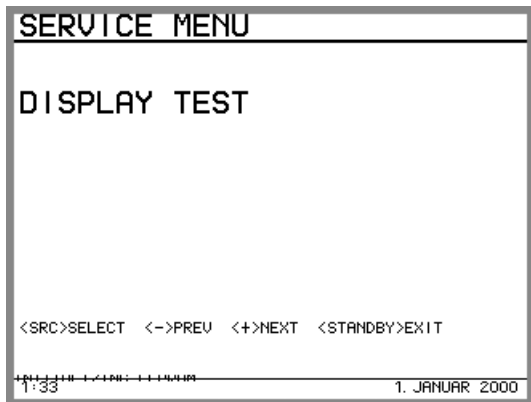 SERVICE MENU
DISPLAY TEST
<SRC>SELECT <->PREV <+>NEXT <STANDBY>EXIT
1:33 1. JANUAR 2000